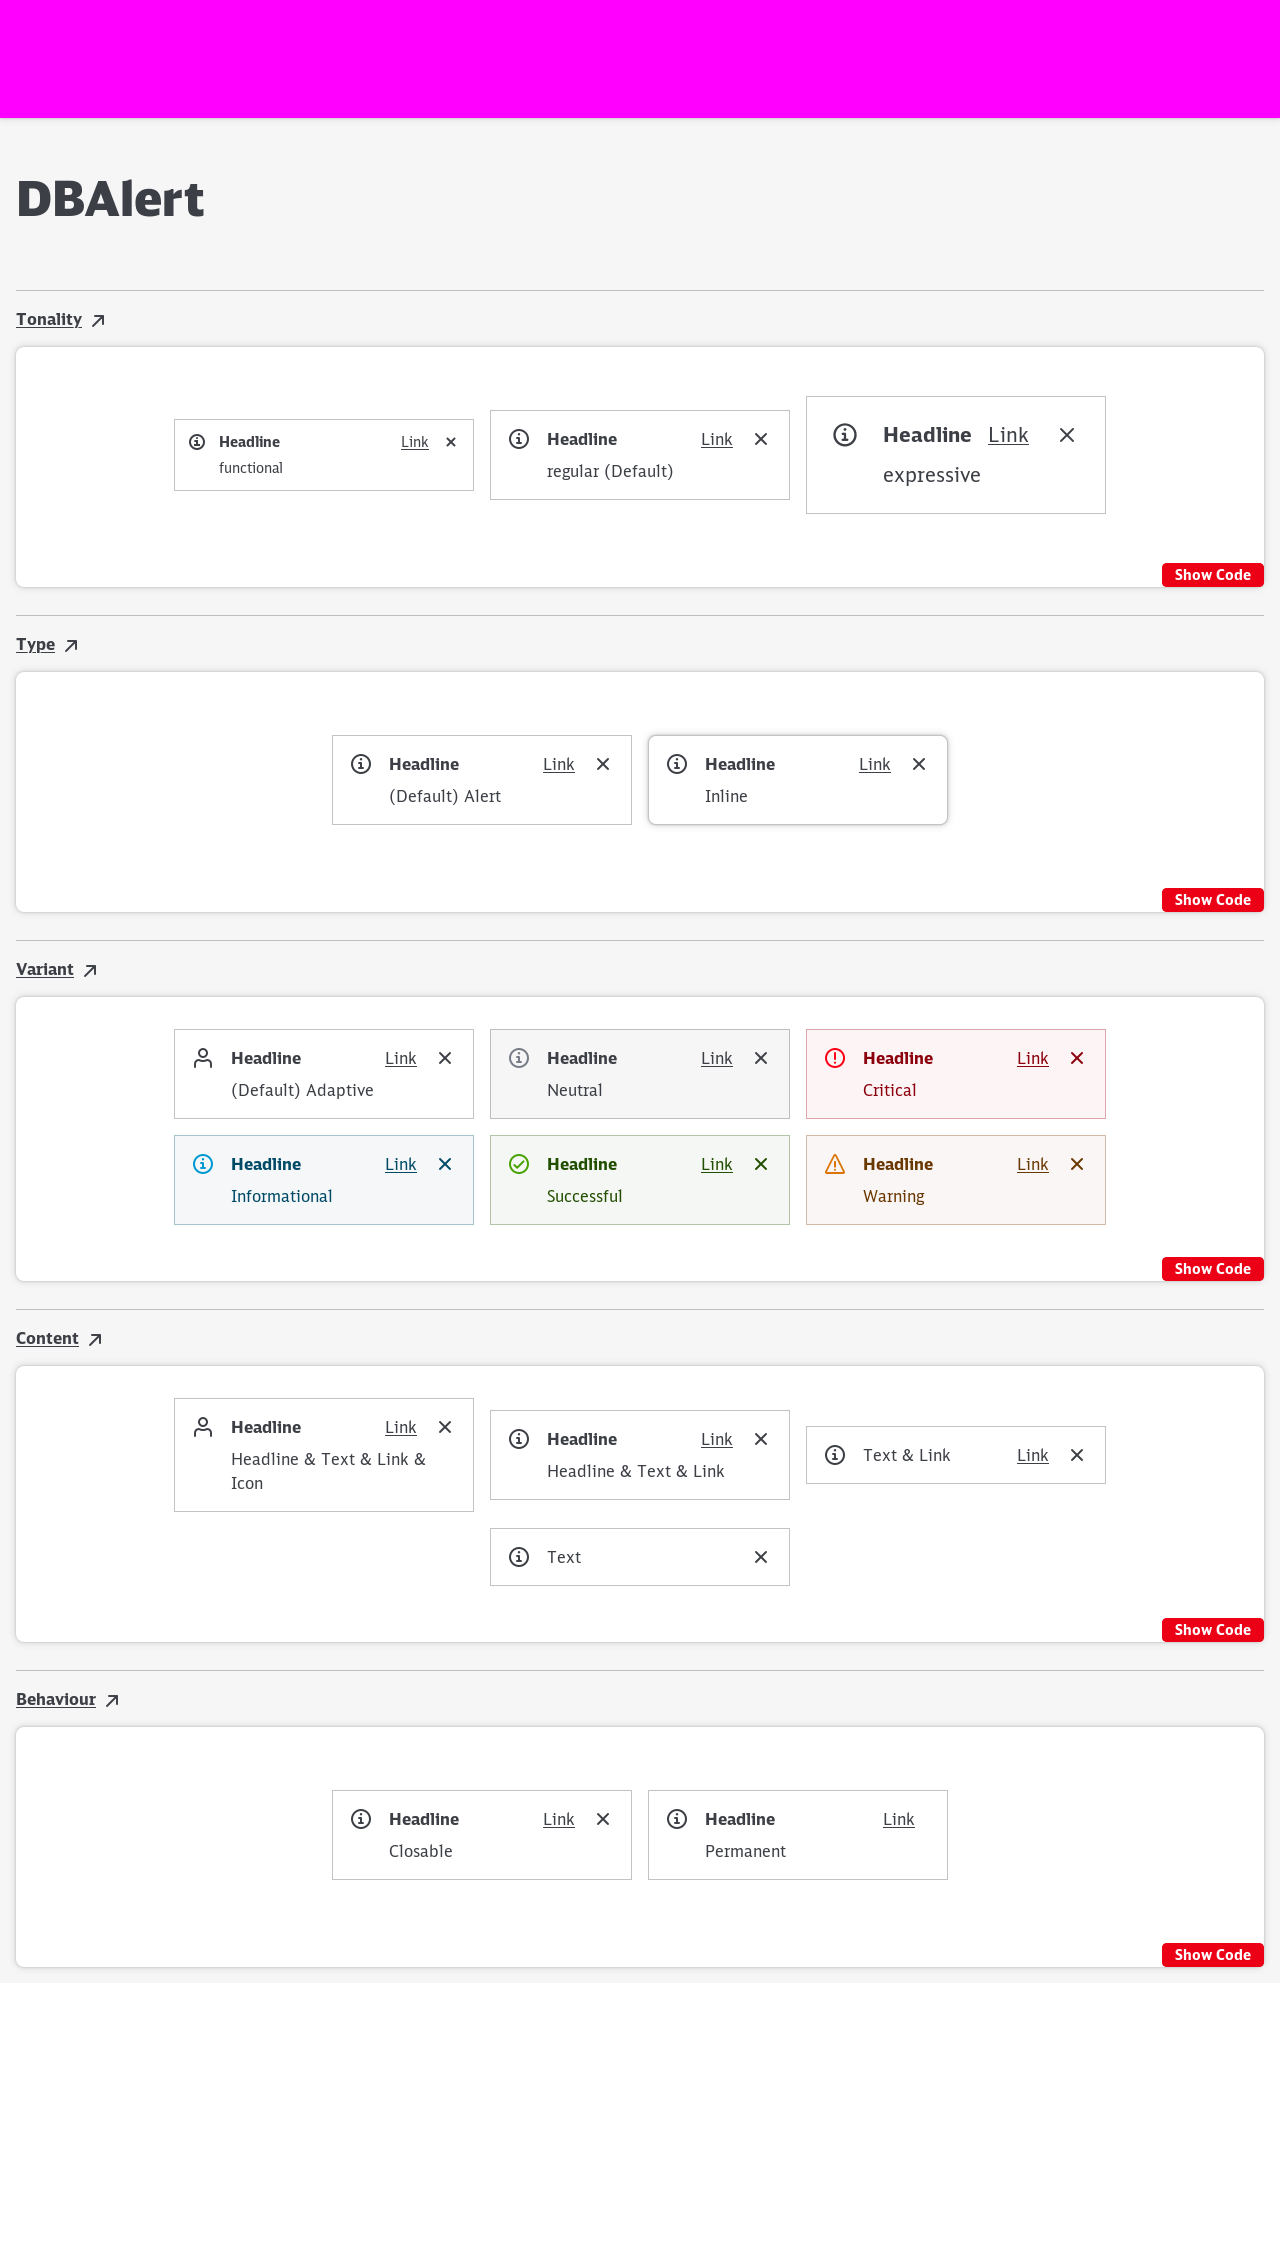 DBAlert
Tonality
Headline Link
functional
Headline Link
regular (Default)
Headline Link
expressive
Show Code
Type
Headline Link
(Default) Alert
Headline Link
Inline
Show Code
Variant
Headline Link
(Default) Adaptive
Headline Link
Neutral
Headline Link
Critical
Headline Link
Informational
Headline Link
Successful
Headline Link
Warning
Show Code
Content
Headline Link
Headline & Text & Link &
Icon
Headline Link
Headline & Text & Link
Text & Link Link
Text
Show Code
Behaviour
Headline Link
Closable
Headline Link
Permanent
Show Code